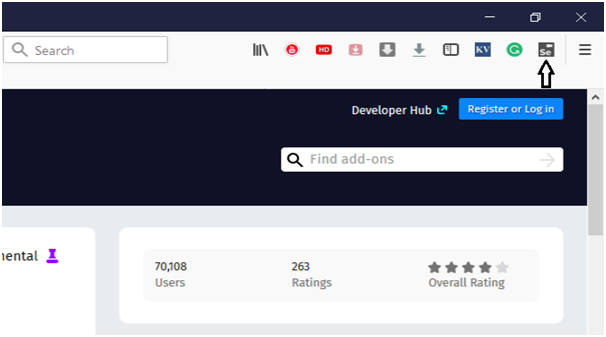 Search
HD
KV
Se
Developer Hub
Register or Log in
Find add-ons
nental
70,108
263
Users
Ratings
Overall Rating